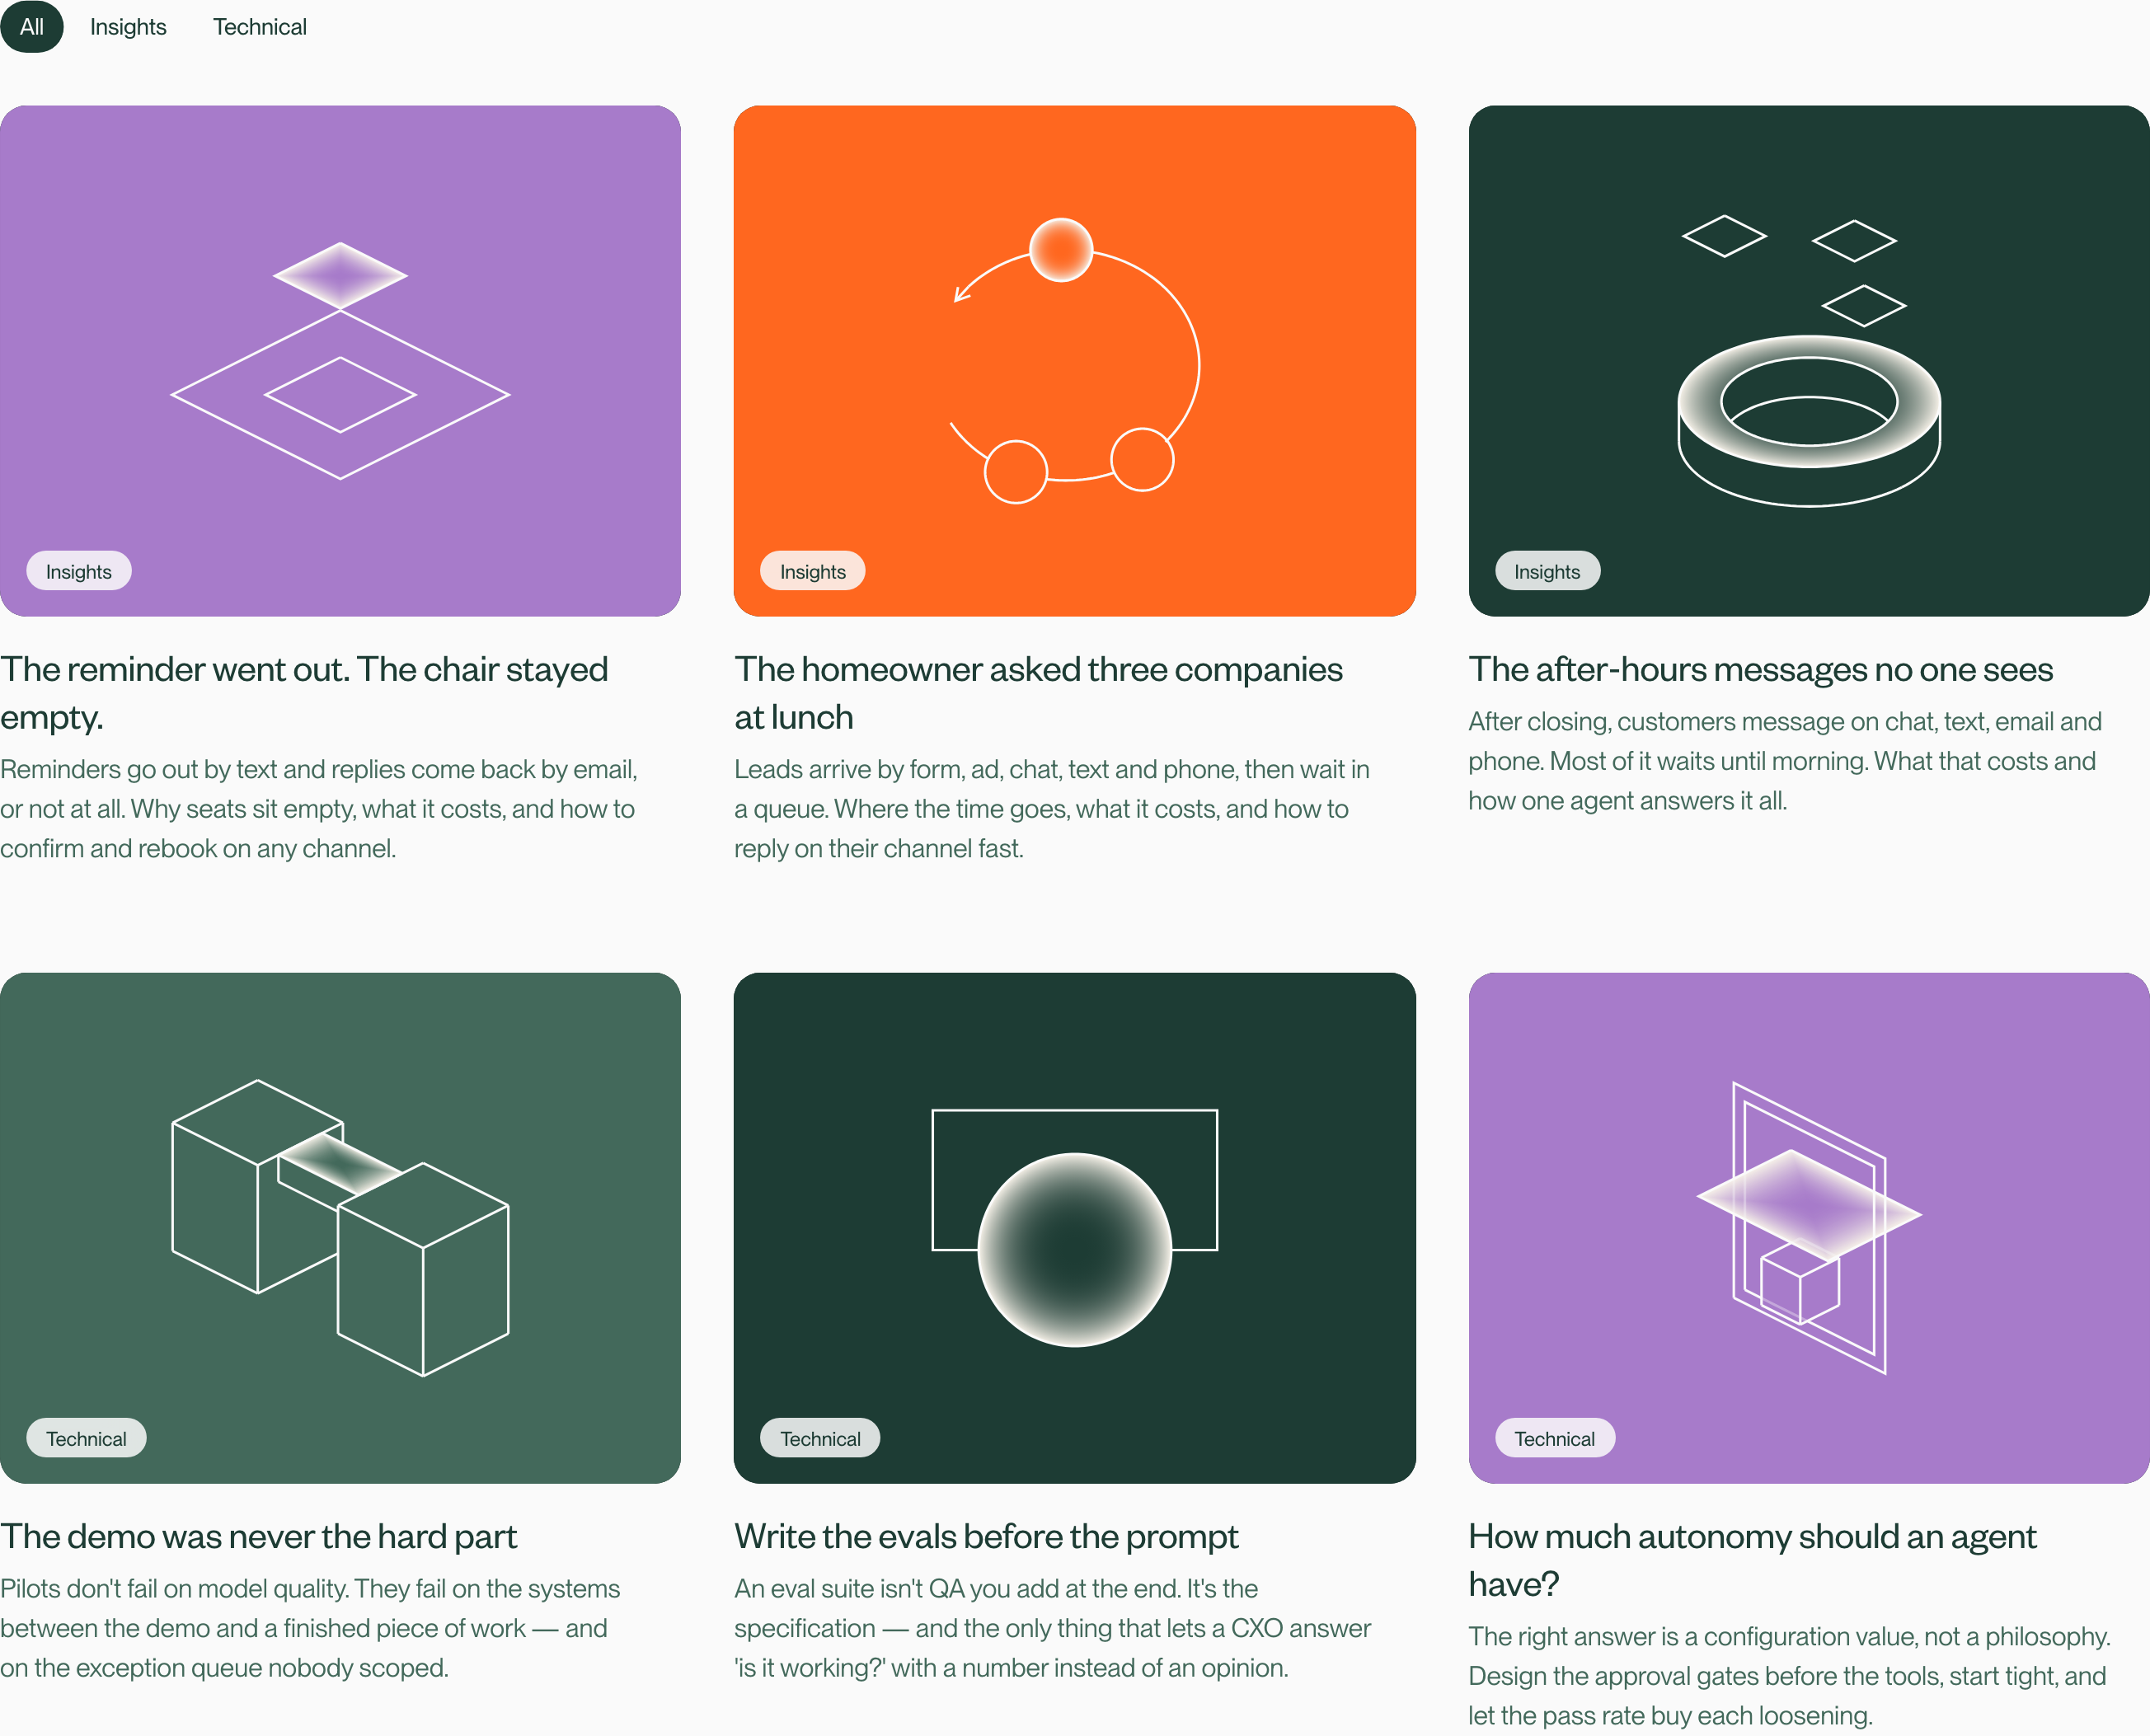 All
Insights
Technical
Insights
The reminder went out. The chair stayed
empty.
Reminders go out by text and replies come back by email,
or not at all. Why seats sit empty, what it costs, and how to
confirm and rebook on any channel.
Insights
The homeowner asked three companies
at lunch
Leads arrive by form, ad, chat, text and phone, then wait in
a queue. Where the time goes, what it costs, and how to
reply on their channel fast.
Insights
The after-hours messages no one sees
After closing, customers message on chat, text, email and
phone. Most of it waits until morning. What that costs and
how one agent answers it all.
Technical
The demo was never the hard part
Pilots don't fail on model quality. They fail on the systems
between the demo and a finished piece of work — and
on the exception queue nobody scoped.
Technical
Write the evals before the prompt
An eval suite isn't QA you add at the end. It's the
specification — and the only thing that lets a CXO answer
'is it working?' with a number instead of an opinion.
Technical
How much autonomy should an agent
have?
The right answer is a configuration value, not a philosophy.
Design the approval gates before the tools, start tight, and
let the pass rate buy each loosening.